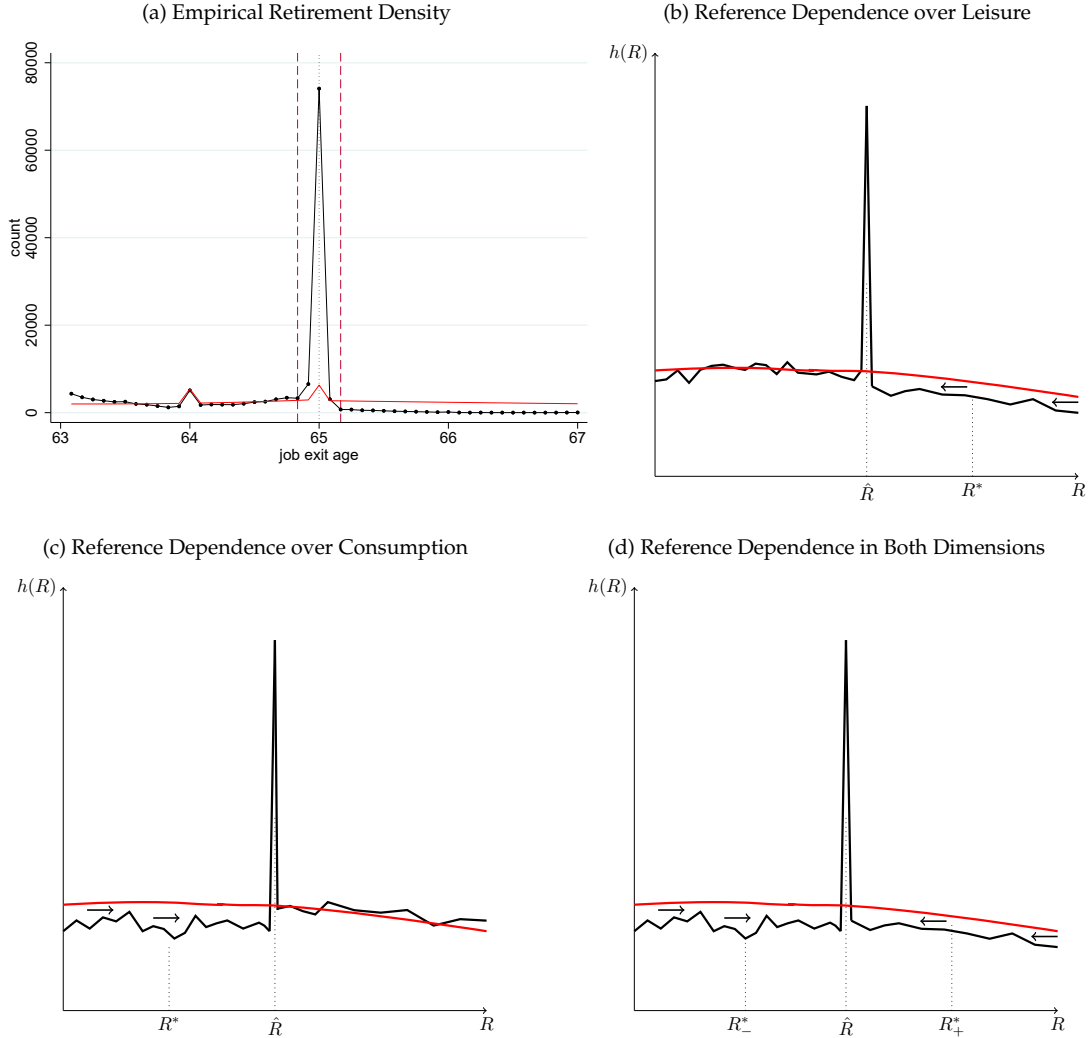 (a) Empirical Retirement Density
80000
60000
40000
20000
0
count
63 64 65 66 67
job exit age
(b) Reference Dependence over Leisure
h(R)
R̂ R* R
(c) Reference Dependence over Consumption
h(R)
R* R̂ R
(d) Reference Dependence in Both Dimensions
h(R)
R*₋ R̂ R*₊ R